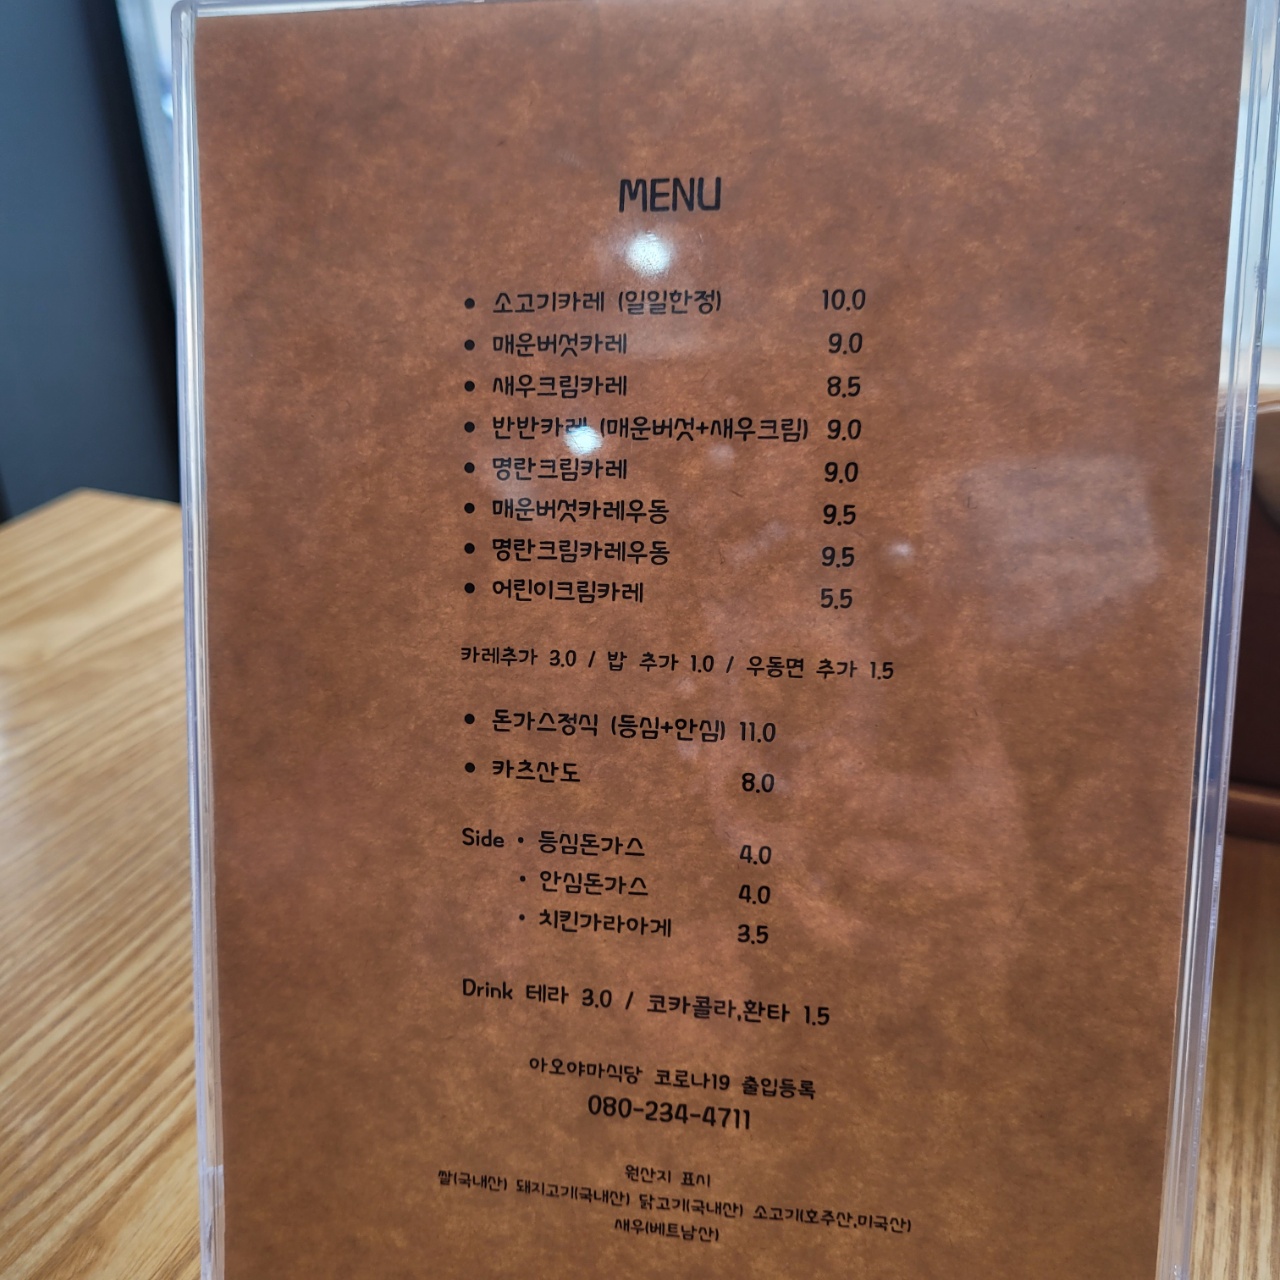 MENU
• 소고기카레 (일일한정) 10.0
• 매운버섯카레 9.0
• 새우크림카레 8.5
• 반반카레 (매운버섯+새우크림) 9.0
• 명란크림카레 9.0
• 매운버섯카레우동 9.5
• 명란크림카레우동 9.5
• 어린이크림카레 5.5
카레추가 3.0 / 밥 추가 1.0 / 우동면 추가 1.5
• 돈가스정식 (등심+안심) 11.0
• 카츠산도 8.0
Side • 등심돈가스 4.0
• 안심돈가스 4.0
• 치킨가라아게 3.5
Drink 테라 3.0 / 코카콜라,환타 1.5
아오야마식당 코로나19 출입등록
080-234-4711
원산지 표시
쌀(국내산) 돼지고기(국내산) 닭고기(국내산) 소고기(호주산,미국산)
새우(베트남산)